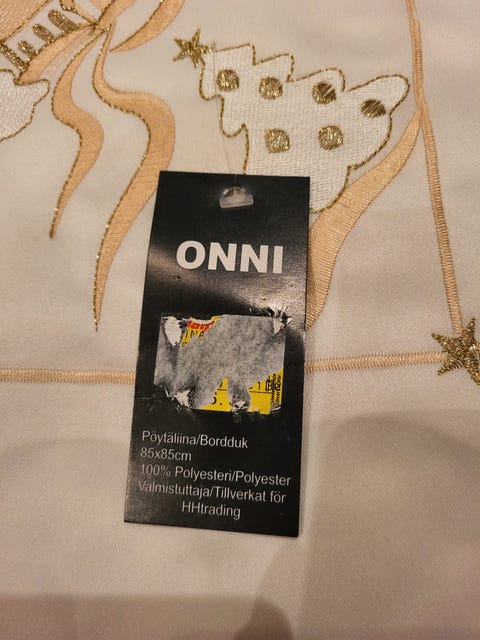 ONNI
Pöytäliina/Bordduk
85x85cm
100% Polyesteri/Polyester
Valmistuttaja/Tillverkat för
HHtrading